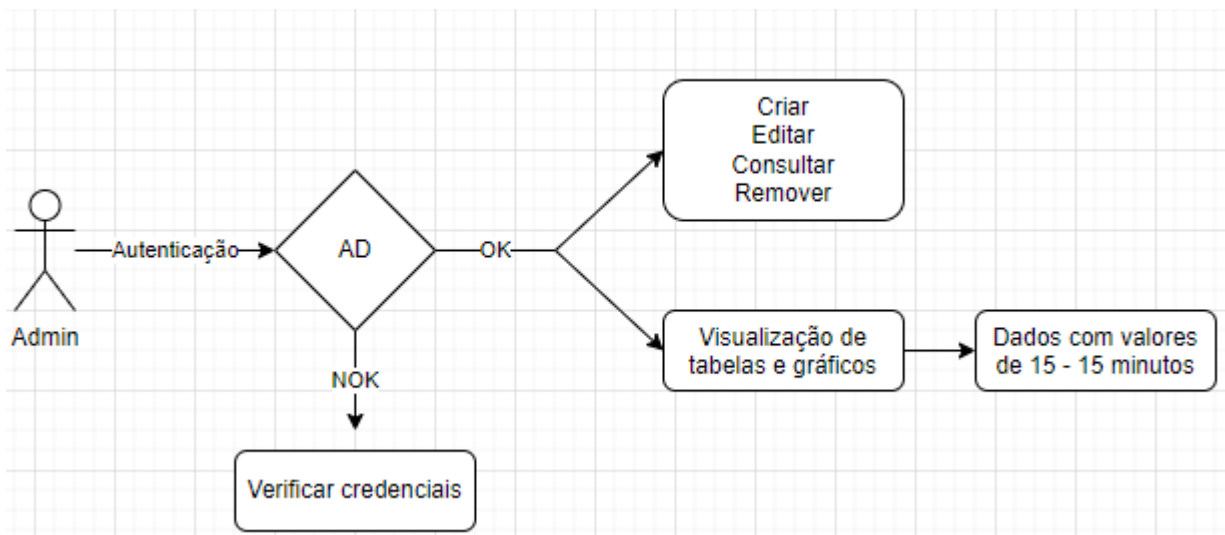 Criar
Editar
Consultar
Remover
Autenticação
AD
OK
Admin
Visualização de
tabelas e gráficos
Dados com valores
de 15 - 15 minutos
NOK
Verificar credenciais